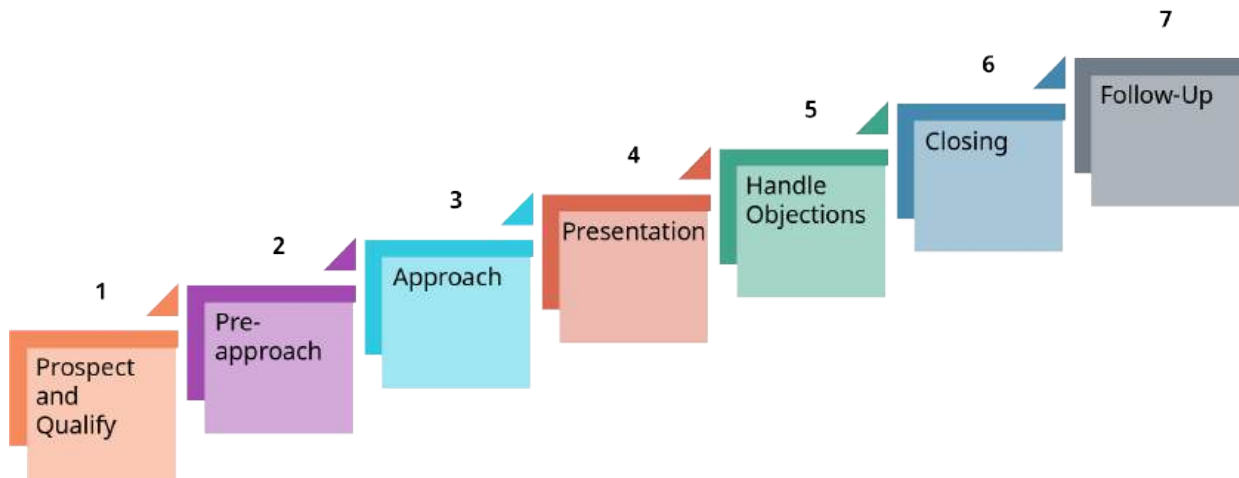 1
Prospect
and
Qualify
2
Pre-
approach
3
Approach
4
Presentation
5
Handle
Objections
6
Closing
7
Follow-Up